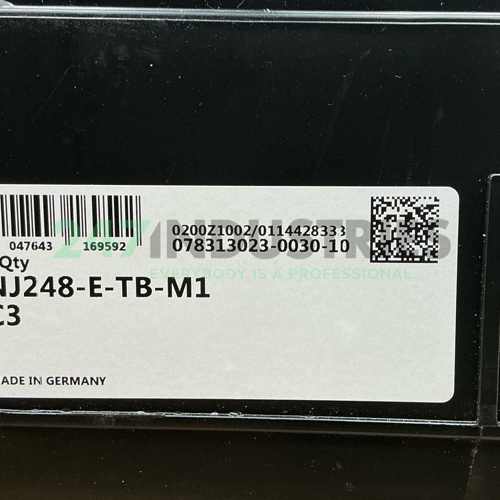 0200Z1002/0114428333
047643 169592 078313023-0030-10
247 INDUSTRIES
EVERYBODY IS A PROFESSIONAL
Qty
NJ248-E-TB-M1
C3
ADE IN GERMANY